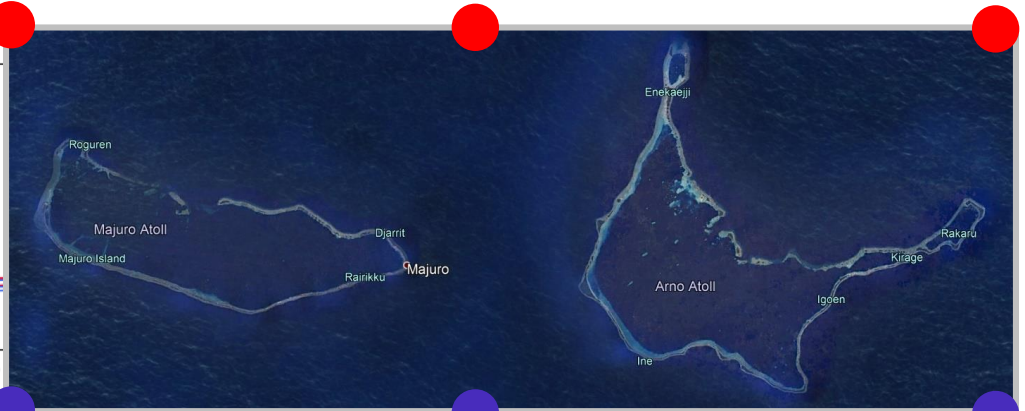 Enekaejji
Roguren
Majuro Atoll
Djarrit
Rakaru
Majuro Island
Kirage
Majuro
Rairikku
Arno Atoll
Igoen
Ine